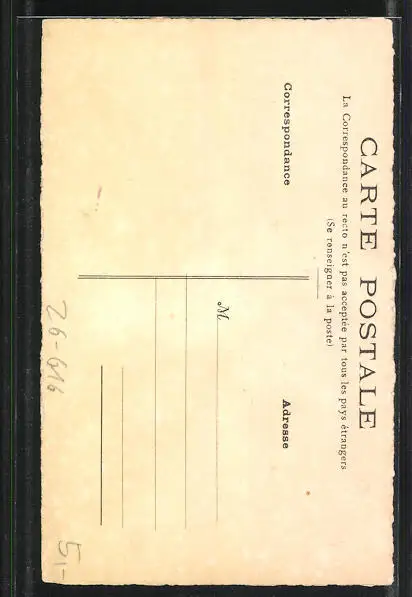 CARTE POSTALE
La Correspondance au recto n'est pas acceptée par tous les pays étrangers
(Se renseigner à la poste)
Correspondance
Adresse
M
26-616
5,-